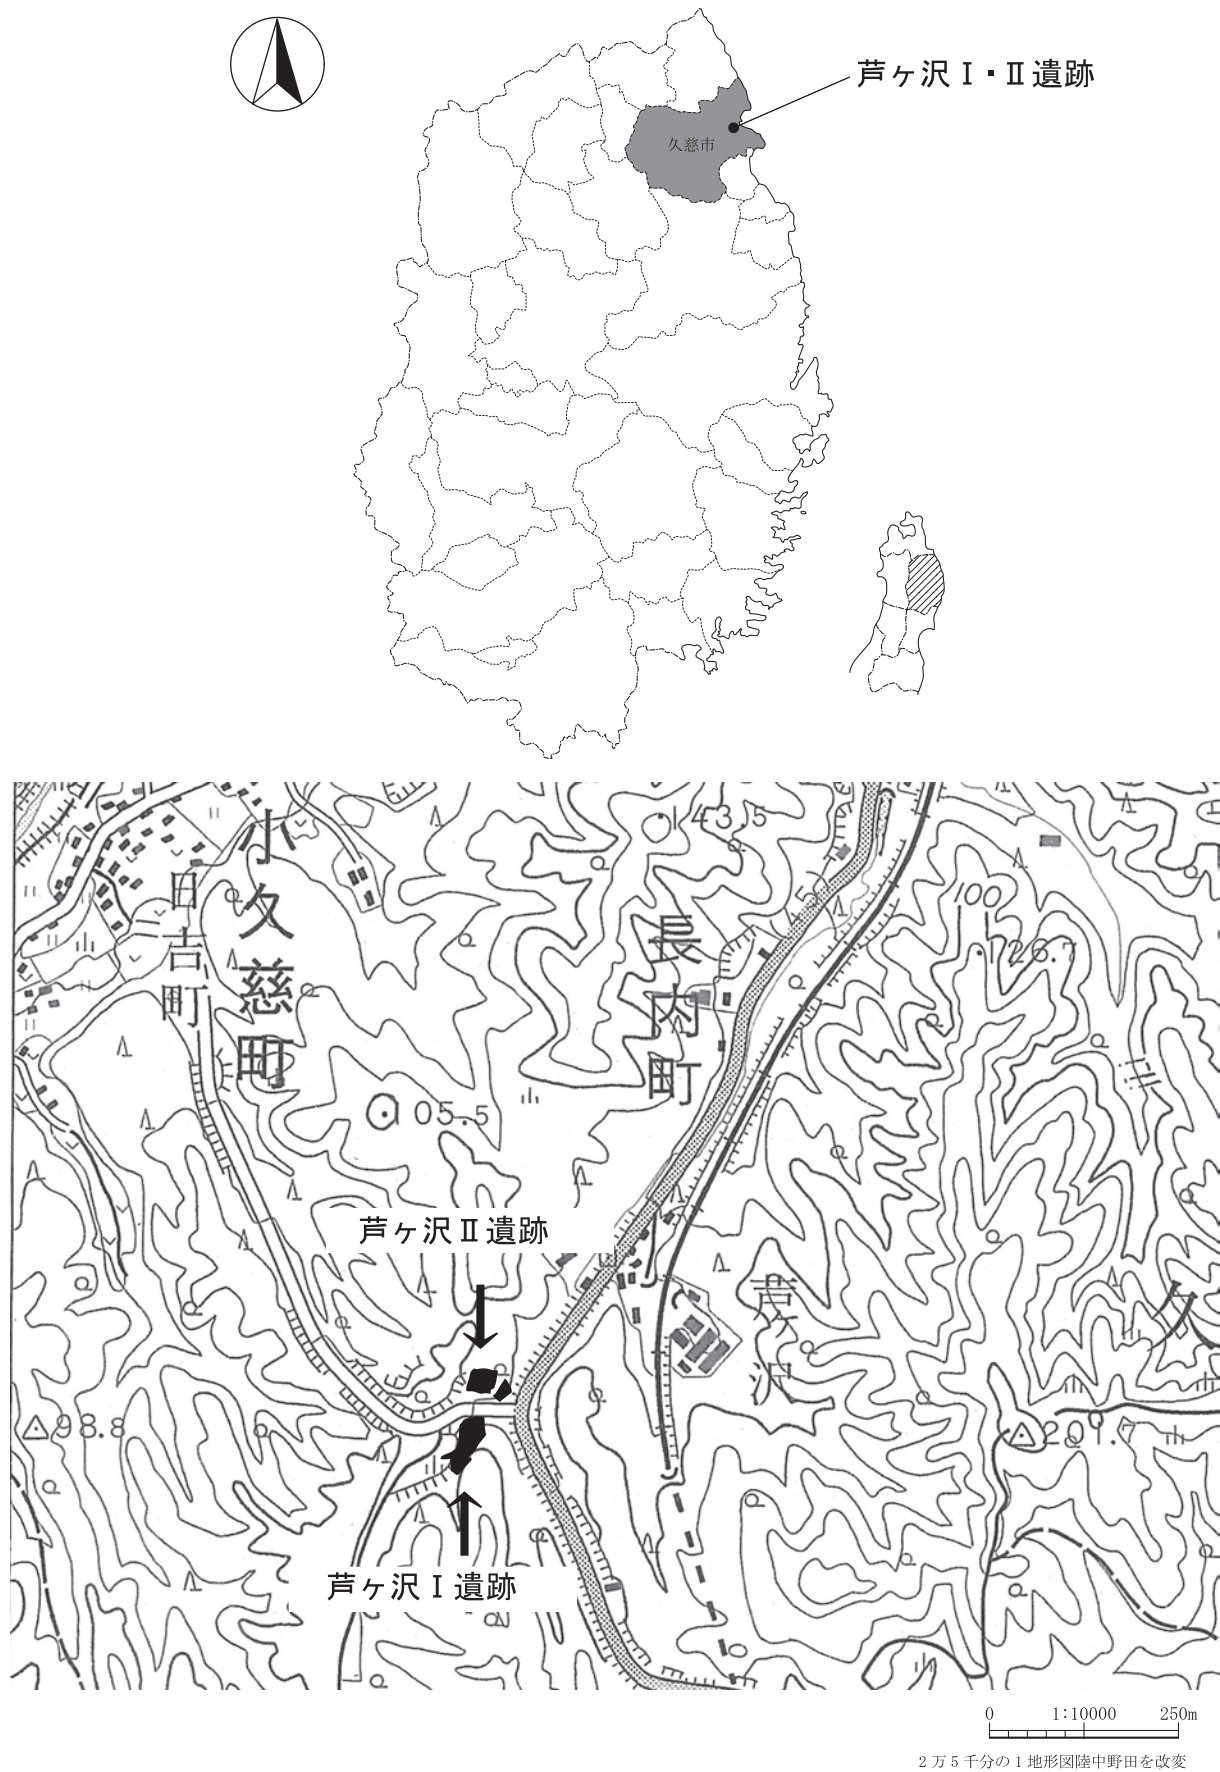 芦ヶ沢Ⅰ・Ⅱ遺跡
久慈市
143.5
小久慈町
日吉町
長内町
45
100
126.7
105.5
芦ヶ沢Ⅱ遺跡
芦ヶ沢
久
98.8
201.7
芦ヶ沢Ⅰ遺跡
0 1:10000 250m
2万5千分の1地形図陸中野田を改変